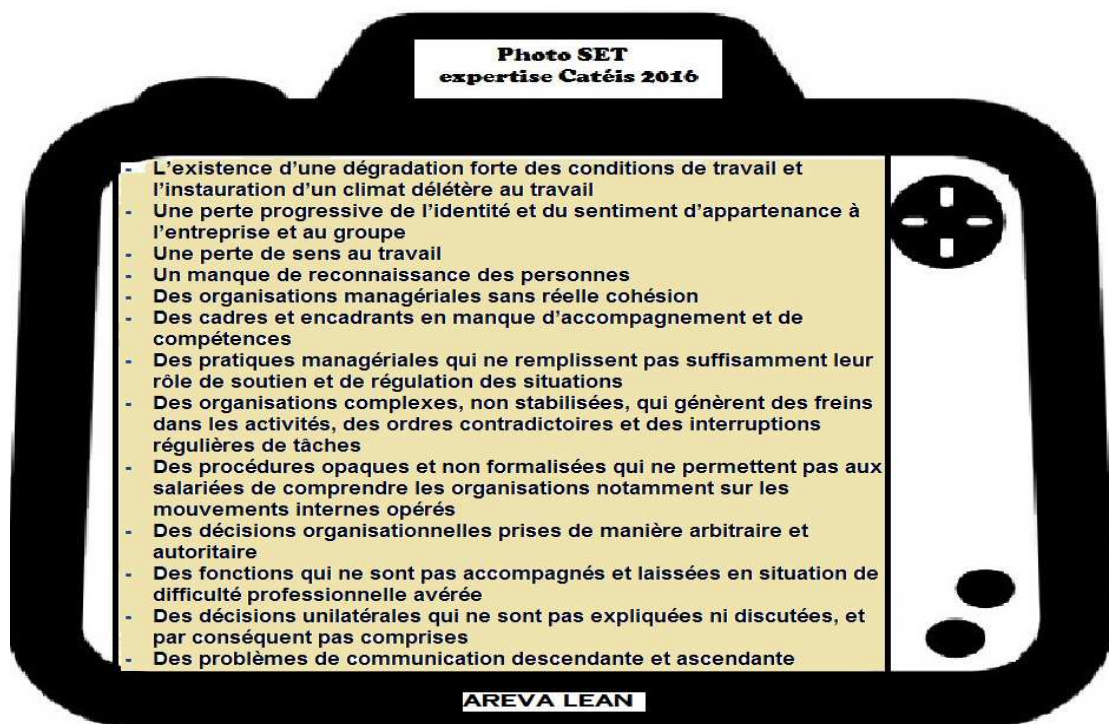 Photo SET
expertise Catéis 2016
- L'existence d'une dégradation forte des conditions de travail et
l'instauration d'un climat délétère au travail
- Une perte progressive de l'identité et du sentiment d'appartenance à
l'entreprise et au groupe
- Une perte de sens au travail
- Un manque de reconnaissance des personnes
- Des organisations managériales sans réelle cohésion
- Des cadres et encadrants en manque d'accompagnement et de
compétences
- Des pratiques managériales qui ne remplissent pas suffisamment leur
rôle de soutien et de régulation des situations
- Des organisations complexes, non stabilisées, qui génèrent des freins
dans les activités, des ordres contradictoires et des interruptions
régulières de tâches
- Des procédures opaques et non formalisées qui ne permettent pas aux
salariées de comprendre les organisations notamment sur les
mouvements internes opérés
- Des décisions organisationnelles prises de manière arbitraire et
autoritaire
- Des fonctions qui ne sont pas accompagnés et laissées en situation de
difficulté professionnelle avérée
- Des décisions unilatérales qui ne sont pas expliquées ni discutées, et
par conséquent pas comprises
- Des problèmes de communication descendante et ascendante
AREVA LEAN